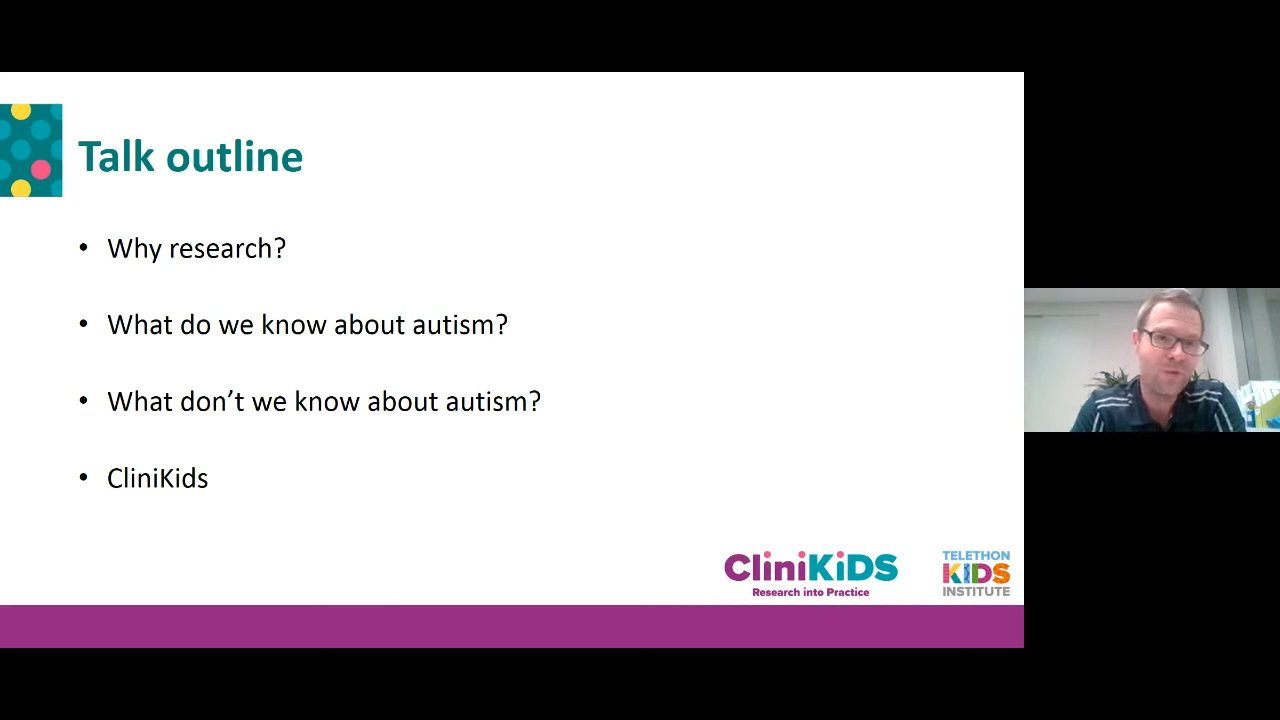 Talk outline
• Why research?
• What do we know about autism?
• What don’t we know about autism?
• CliniKids
CliniKiDS
Research into Practice
TELETHON
KIDS
INSTITUTE